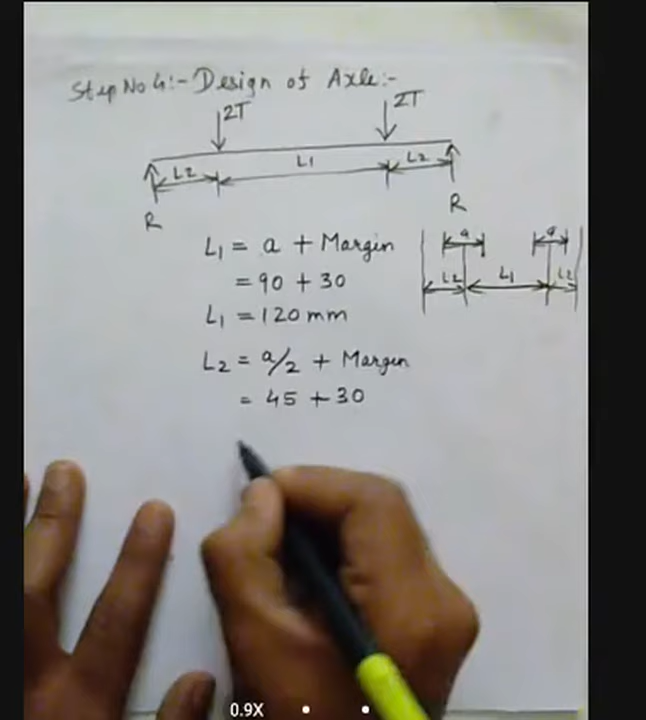 Step No 4:- Design of Axle:-
2T
2T
L2
L1
L2
R
R
L1 = a + Margin
= 90 + 30
L1 = 120 mm
L2 = a/2 + Margin
= 45 + 30
a
a
L2
L1
L2
0.9X